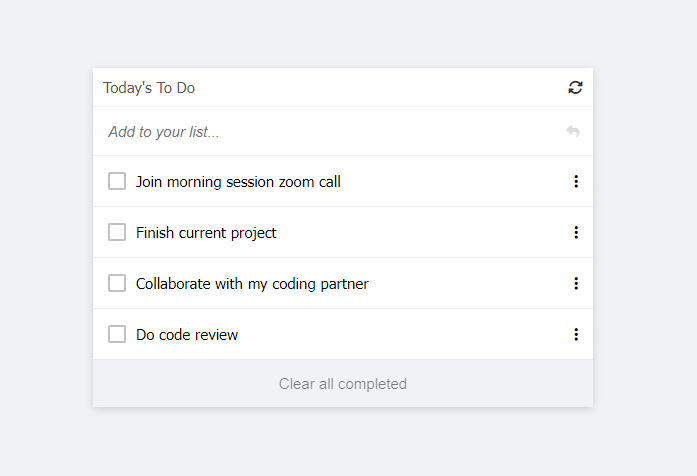 Today's To Do
Add to your list...
Join morning session zoom call
Finish current project
Collaborate with my coding partner
Do code review
Clear all completed